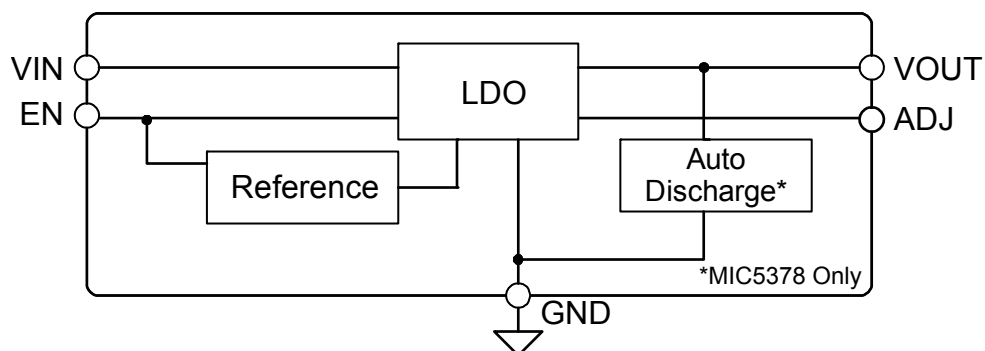 VIN
LDO
VOUT
EN
ADJ
Reference
Auto
Discharge*
*MIC5378 Only
GND